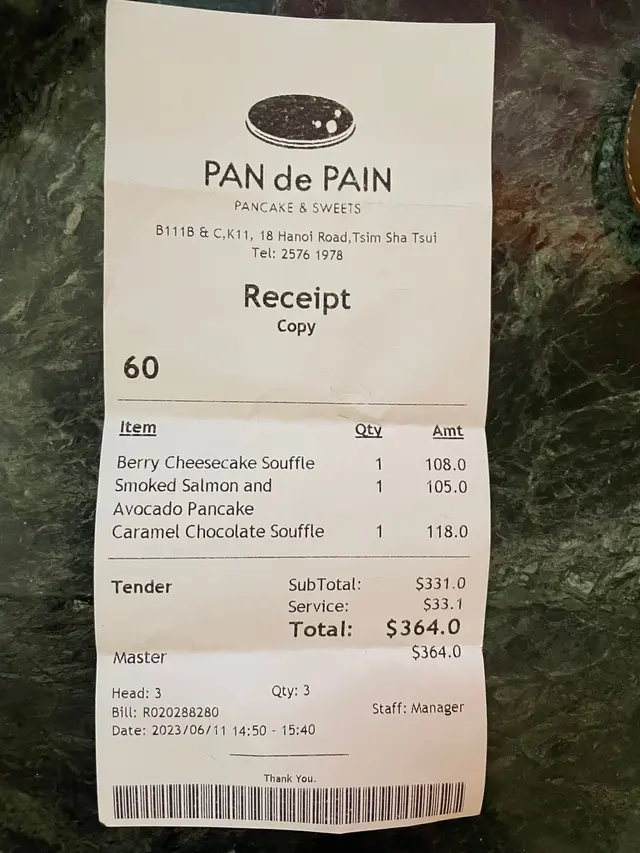 PAN de PAIN
PANCAKE & SWEETS
B111B & C,K11, 18 Hanoi Road,Tsim Sha Tsui
Tel: 2576 1978
Receipt
Copy
60
Item Qty Amt
Berry Cheesecake Souffle 1 108.0
Smoked Salmon and 1 105.0
Avocado Pancake
Caramel Chocolate Souffle 1 118.0
Tender SubTotal: $331.0
Service: $33.1
Total: $364.0
Master $364.0
Head: 3 Qty: 3
Bill: R020288280 Staff: Manager
Date: 2023/06/11 14:50 - 15:40
Thank You.